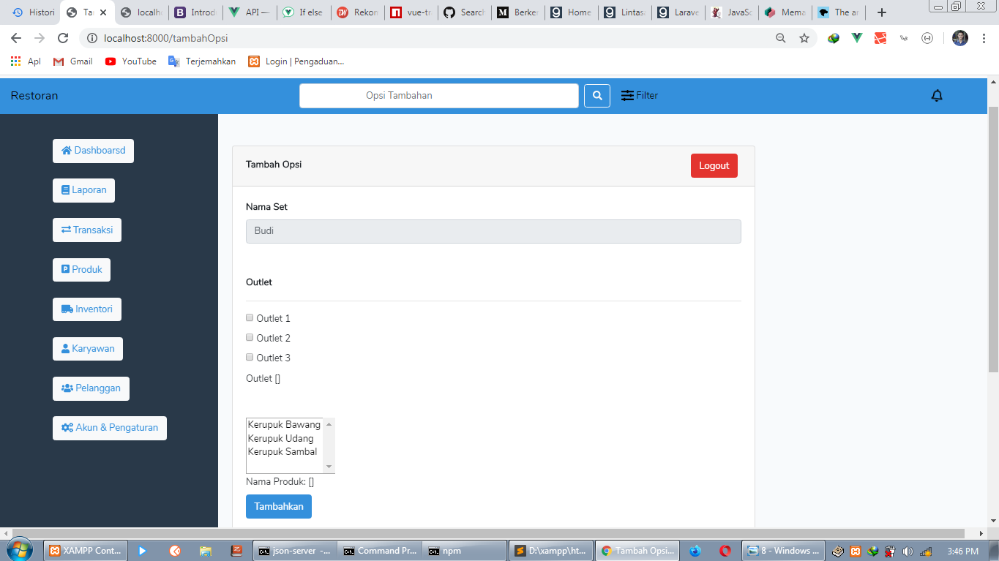 Histori
Ta
localh
Introd
API —
If else
Rekon
vue-tr
Search
Berker
Home
Lintas
Larave
JavaSc
Mema
The ar
localhost:8000/tambahOpsi
Apl
Gmail
YouTube
Terjemahkan
Login | Pengaduan...
Restoran
Opsi Tambahan
Filter
Dashboarsd
Laporan
Transaksi
Produk
Inventori
Karyawan
Pelanggan
Akun & Pengaturan
Tambah Opsi
Logout
Nama Set
Budi
Outlet
Outlet 1
Outlet 2
Outlet 3
Outlet []
Kerupuk Bawang
Kerupuk Udang
Kerupuk Sambal
Nama Produk: []
Tambahkan
XAMPP Cont...
json-server -...
Command Pr...
npm
D:\xampp\ht...
Tambah Opsi...
8 - Windows ...
3:46 PM